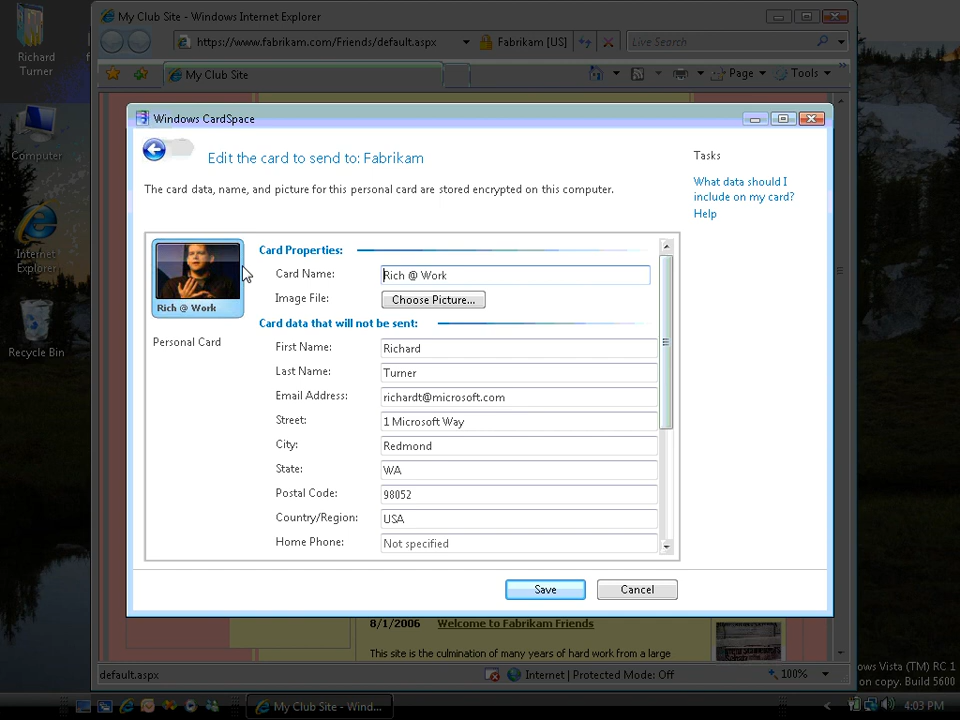 Richard
Turner
My Club Site - Windows Internet Explorer
https://www.fabrikam.com/Friends/default.aspx
Fabrikam [US]
Live Search
My Club Site
Page
Tools
Computer
Internet
Explorer
Recycle Bin
Windows CardSpace
Edit the card to send to: Fabrikam
The card data, name, and picture for this personal card are stored encrypted on this computer.
Tasks
What data should I
include on my card?
Help
Rich @ Work
Personal Card
Card Properties:
Card Name:
Rich @ Work
Image File:
Choose Picture...
Card data that will not be sent:
First Name:
Richard
Last Name:
Turner
Email Address:
richardt@microsoft.com
Street:
1 Microsoft Way
City:
Redmond
State:
WA
Postal Code:
98052
Country/Region:
USA
Home Phone:
Not specified
Save
Cancel
8/1/2006
Welcome to Fabrikam Friends
This site is the culmination of many years of hard work from a large
default.aspx
Internet | Protected Mode: Off
100%
ows Vista (TM) RC 1
on copy. Build 5600
My Club Site - Windo...
4:03 PM